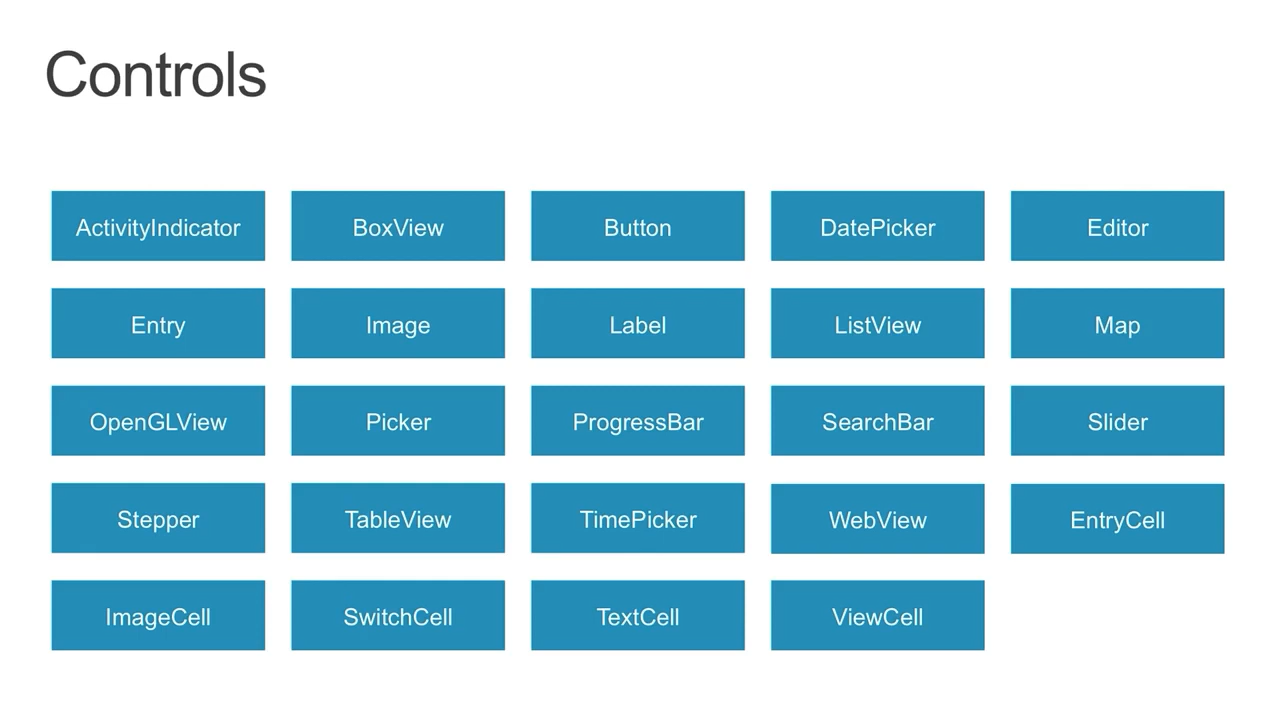 Controls
ActivityIndicator
BoxView
Button
DatePicker
Editor
Entry
Image
Label
ListView
Map
OpenGLView
Picker
ProgressBar
SearchBar
Slider
Stepper
TableView
TimePicker
WebView
EntryCell
ImageCell
SwitchCell
TextCell
ViewCell